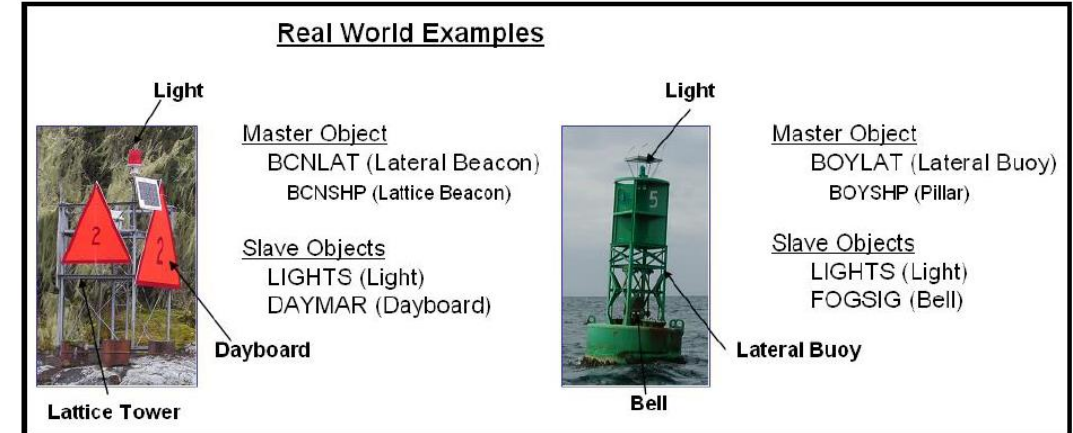 Real World Examples
Light
Master Object
BCNLAT (Lateral Beacon)
BCNSHP (Lattice Beacon)
Slave Objects
LIGHTS (Light)
DAYMAR (Dayboard)
2
2
Dayboard
Lattice Tower
Light
Master Object
BOYLAT (Lateral Buoy)
BOYSHP (Pillar)
Slave Objects
LIGHTS (Light)
FOGSIG (Bell)
5
Lateral Buoy
Bell